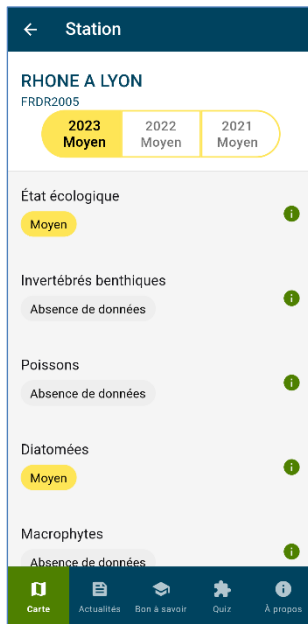 Station
RHONE A LYON
FRDR2005
2023 2022 2021
Moyen Moyen Moyen
État écologique
Moyen
Invertébrés benthiques
Absence de données
Poissons
Absence de données
Diatomées
Moyen
Macrophytes
Absence de données
Carte Actualités Bon à savoir Quiz À propos